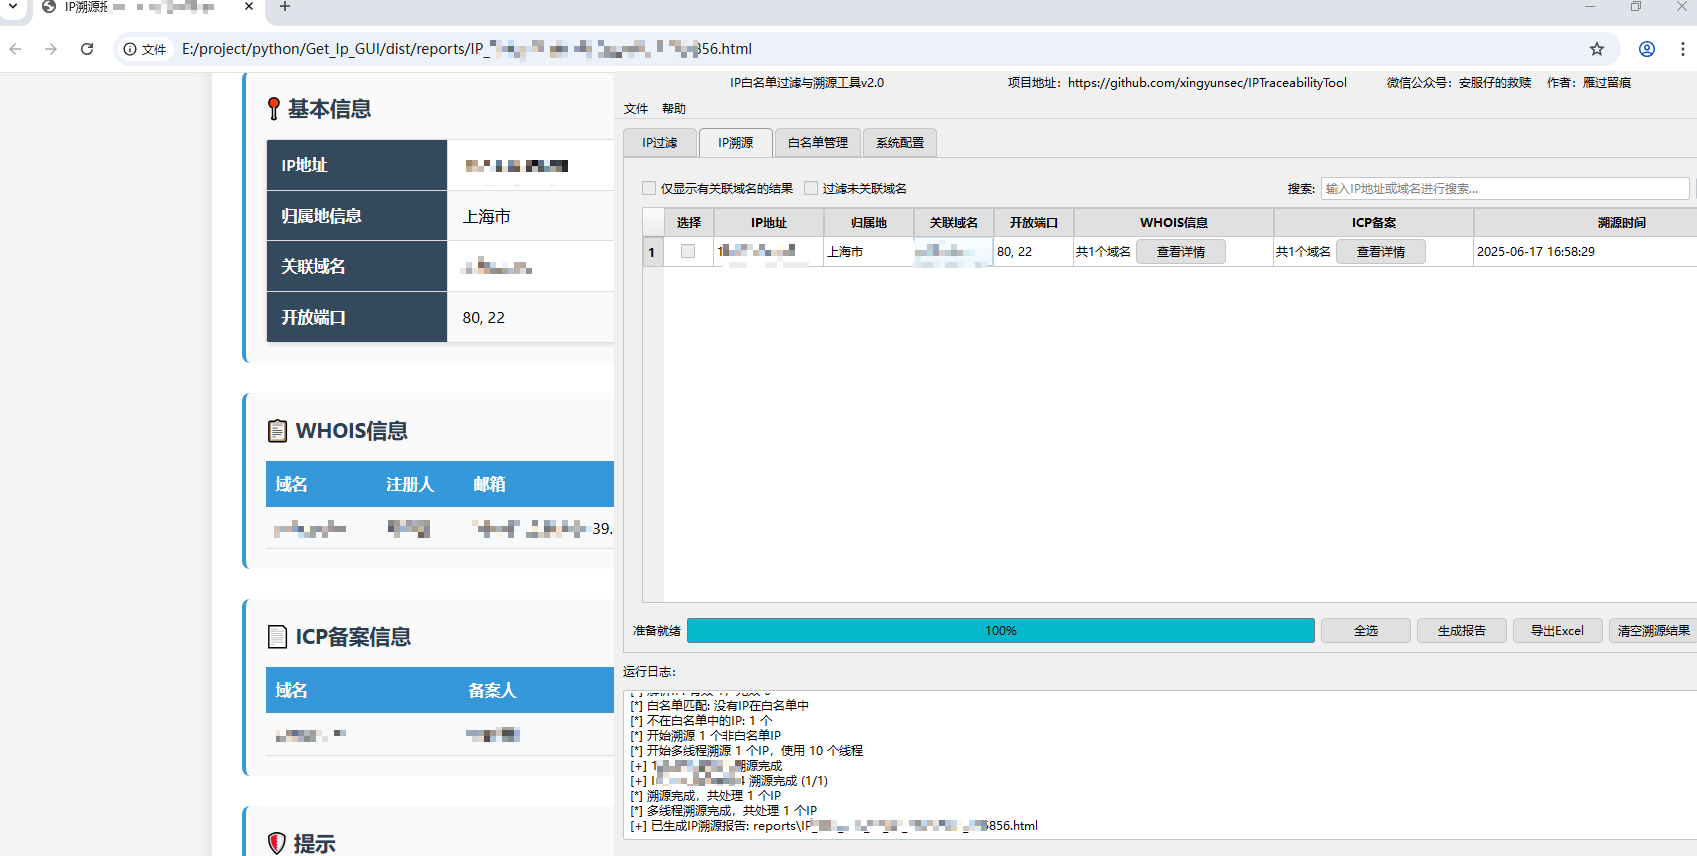 IP溯源报
文件 E:/project/python/Get_Ip_GUI/dist/reports/IP_ 856.html
基本信息
IP地址
归属地信息 上海市
关联域名
开放端口 80, 22
WHOIS信息
域名 注册人 邮箱
39.
ICP备案信息
域名 备案人
提示
IP白名单过滤与溯源工具v2.0 项目地址：https://github.com/xingyunsec/IPTraceabilityTool 微信公众号：安服仔的救赎 作者：雁过留痕
文件 帮助
IP过滤 IP溯源 白名单管理 系统配置
仅显示有关联域名的结果 过滤未关联域名 搜索: 输入IP地址或域名进行搜索...
选择 IP地址 归属地 关联域名 开放端口 WHOIS信息 ICP备案 溯源时间
1 1 上海市 80, 22 共1个域名 查看详情 共1个域名 查看详情 2025-06-17 16:58:29
准备就绪 100% 全选 生成报告 导出Excel 清空溯源结果
运行日志:
[*] 白名单匹配: 没有IP在白名单中
[*] 不在白名单中的IP: 1 个
[*] 开始溯源 1 个非白名单IP
[*] 开始多线程溯源 1 个IP，使用 10 个线程
[+] 1 溯源完成
[+] I 4 溯源完成 (1/1)
[*] 溯源完成，共处理 1 个IP
[*] 多线程溯源完成，共处理 1 个IP
[+] 已生成IP溯源报告: reports\IP_ 856.html